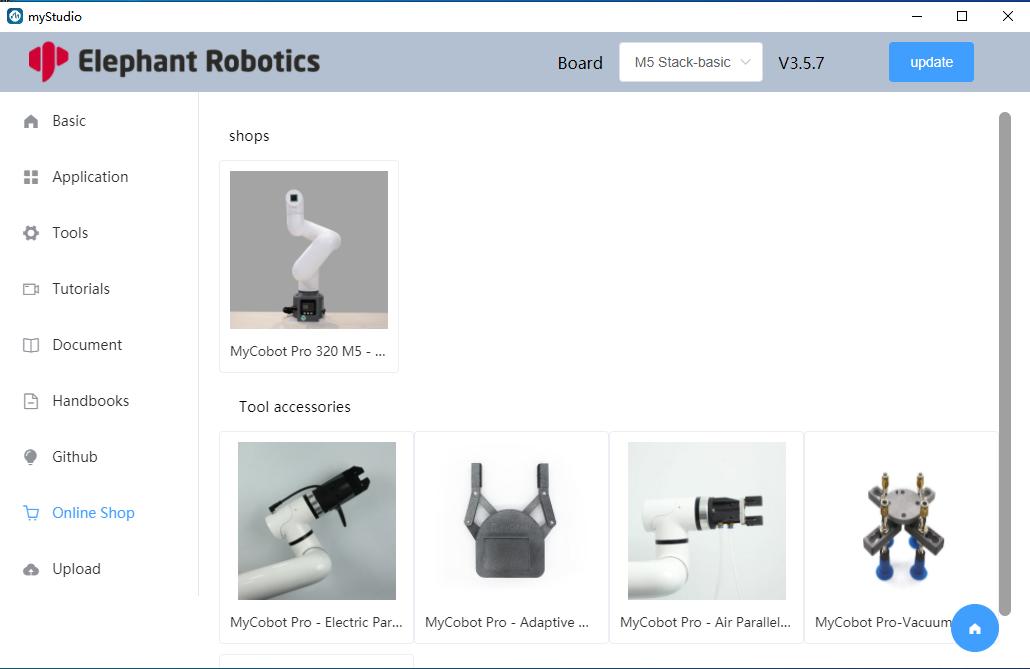 myStudio
Elephant Robotics
Board
M5 Stack-basic
V3.5.7
update
Basic
Application
Tools
Tutorials
Document
Handbooks
Github
Online Shop
Upload
shops
MyCobot Pro 320 M5 - ...
Tool accessories
MyCobot Pro - Electric Par...
MyCobot Pro - Adaptive ...
MyCobot Pro - Air Parallel...
MyCobot Pro-Vacuum